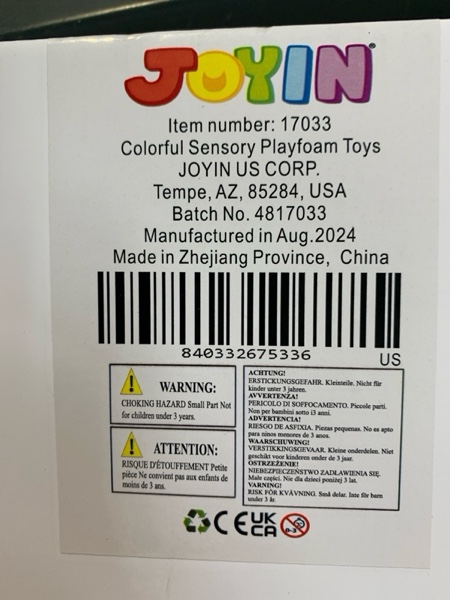 JOYIN®
Item number: 17033
Colorful Sensory Playfoam Toys
JOYIN US CORP.
Tempe, AZ, 85284, USA
Batch No. 4817033
Manufactured in Aug.2024
Made in Zhejiang Province, China
840332675336
US
WARNING:
CHOKING HAZARD Small Part Not
for children under 3 years.
ATTENTION:
RISQUE D'ÉTOUFFEMENT Petite
pièce Ne convient pas aux enfants de
moins de 3 ans.
ACHTUNG!
ERSTICKUNGSGEFAHR. Kleinteile. Nicht für
kinder unter 3 jahren.
AVVERTENZA!
PERICOLO DI SOFFOCAMENTO. Piccole parti.
Non per bambini sotto i3 anni.
ADVERTENCIA!
RIESGO DE ASFIXIA. Piezas pequenas. No es apto
para ninos menores de 3 anos.
WAARSCHUWING!
VERSTIKKINGSGEVAAR. Kleine onderdelen. Niet
geschikt voor kinderen onder de 3 jaar.
OSTRZEŻENIE!
NIEBEZPIECZEŃSTWO ZADŁAWIENIA SIĘ.
Małe części. Nie dla dzieci poniżej 3 lat.
VARNING!
RISK FÖR KVÄVNING. Små delar. Inte för barn
under 3 år.
CE UK
CA 0-3